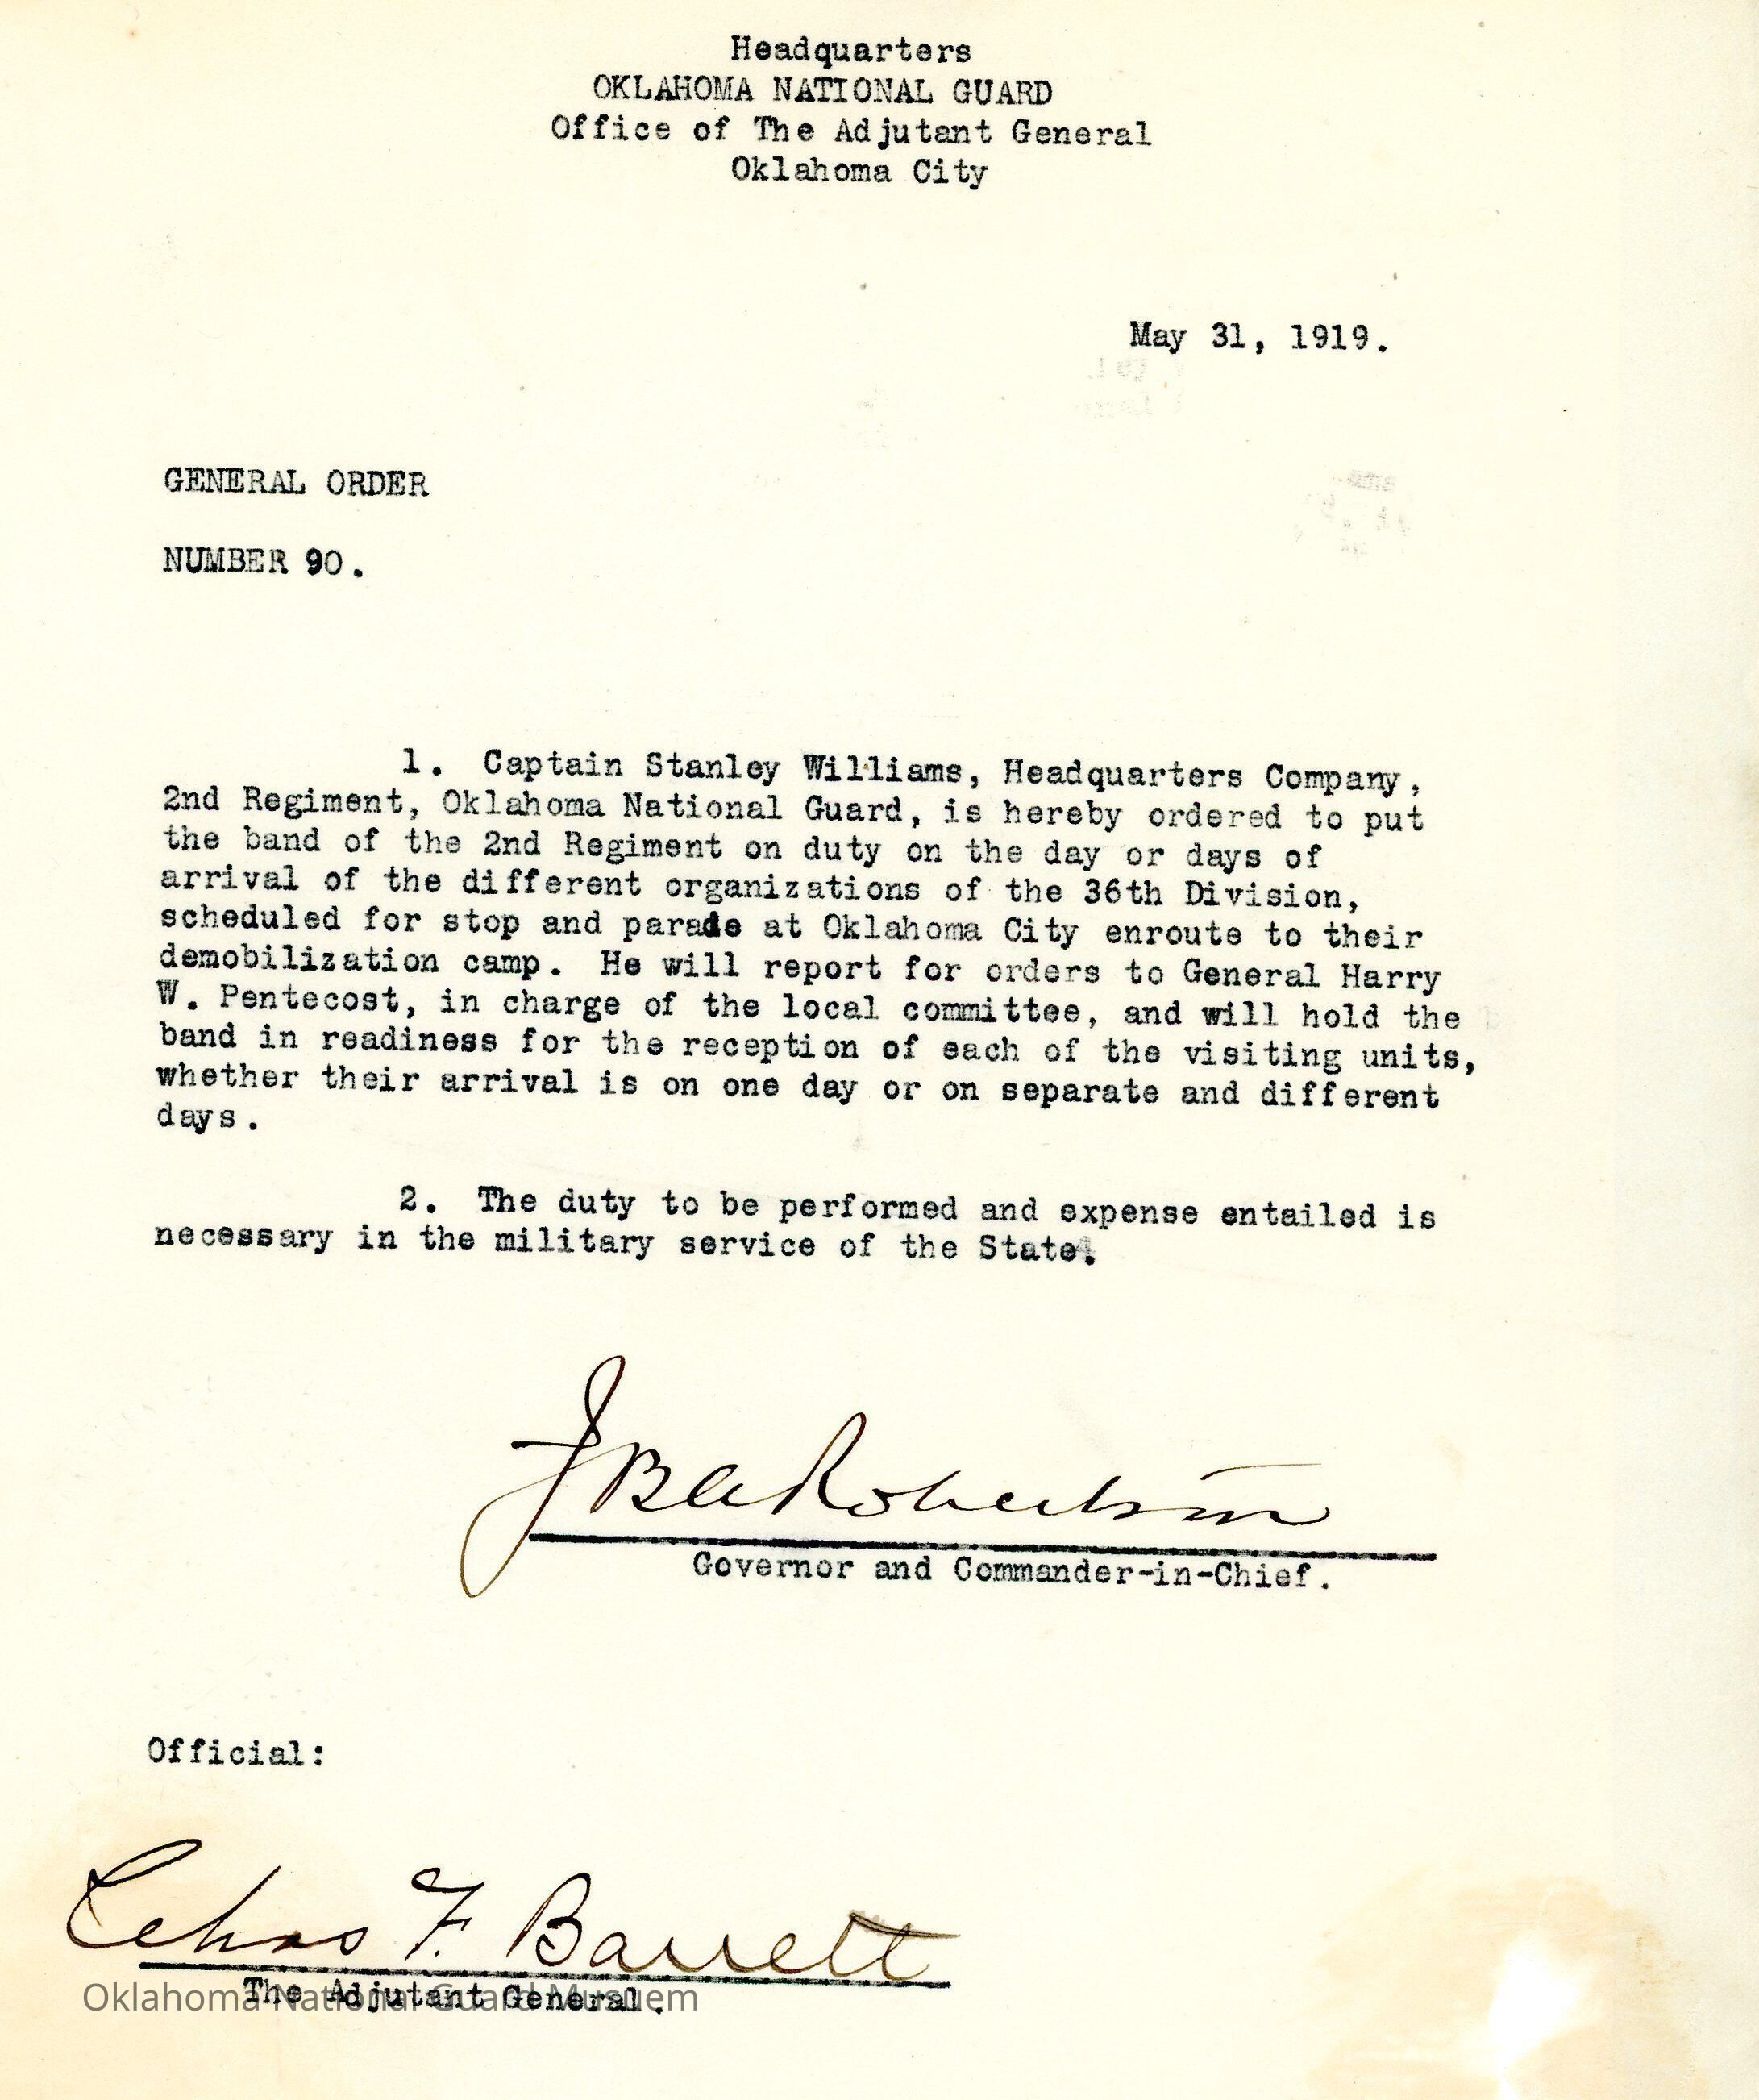 Headquarters
OKLAHOMA NATIONAL GUARD
Office of The Adjutant General
Oklahoma City
May 31, 1919.
GENERAL ORDER
NUMBER 90.
1. Captain Stanley Williams, Headquarters Company,
2nd Regiment, Oklahoma National Guard, is hereby ordered to put
the band of the 2nd Regiment on duty on the day or days of
arrival of the different organizations of the 36th Division,
scheduled for stop and parade at Oklahoma City enroute to their
demobilization camp. He will report for orders to General Harry
W. Pentecost, in charge of the local committee, and will hold the
band in readiness for the reception of each of the visiting units,
whether their arrival is on one day or on separate and different
days.
2. The duty to be performed and expense entailed is
necessary in the military service of the State.
J B A Robertson
Governor and Commander-in-Chief.
Official:
Chas F. Barrett
The Adjutant General.
Oklahoma National Guard Musuem